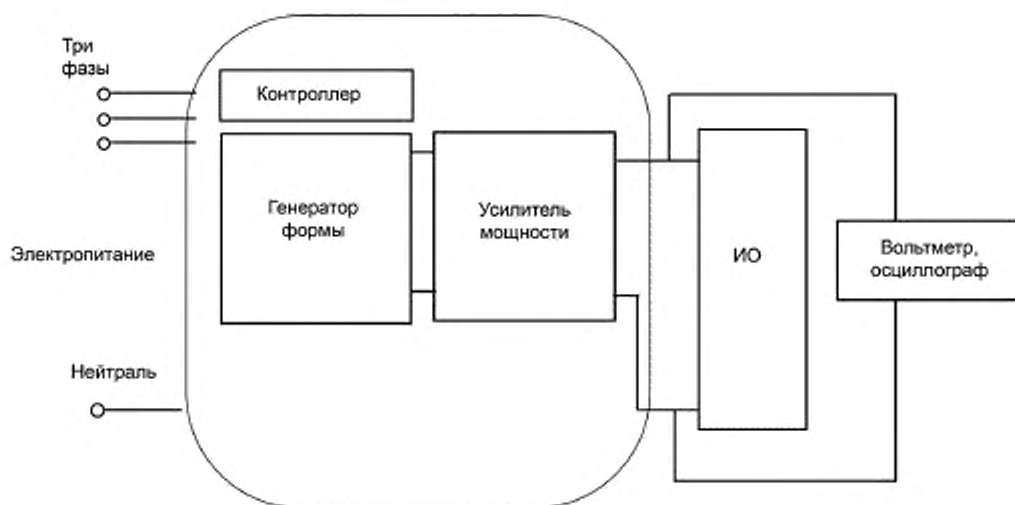 Три
фазы
Контроллер
Генератор
формы
Усилитель
мощности
ИО
Вольтметр,
осциллограф
Электропитание
Нейтраль